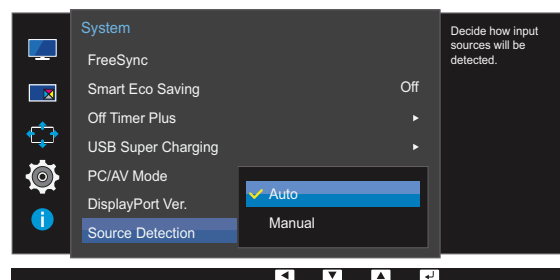 System
FreeSync
Smart Eco Saving Off
Off Timer Plus
USB Super Charging
PC/AV Mode
DisplayPort Ver.
Source Detection
Auto
Manual
Decide how input
sources will be
detected.